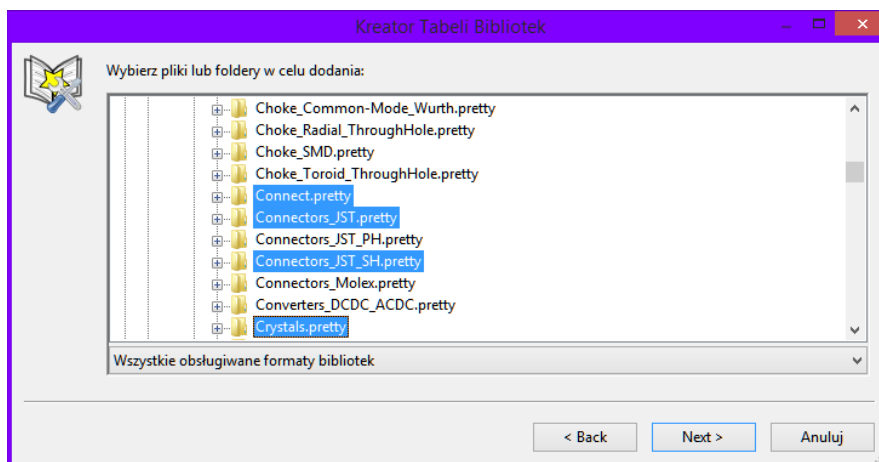 Kreator Tabeli Bibliotek
Wybierz pliki lub foldery w celu dodania:
Choke_Common-Mode_Wurth.pretty
Choke_Radial_ThroughHole.pretty
Choke_SMD.pretty
Choke_Toroid_ThroughHole.pretty
Connect.pretty
Connectors_JST.pretty
Connectors_JST_PH.pretty
Connectors_JST_SH.pretty
Connectors_Molex.pretty
Converters_DCDC_ACDC.pretty
Crystals.pretty
Wszystkie obsługiwane formaty bibliotek
< Back Next > Anuluj